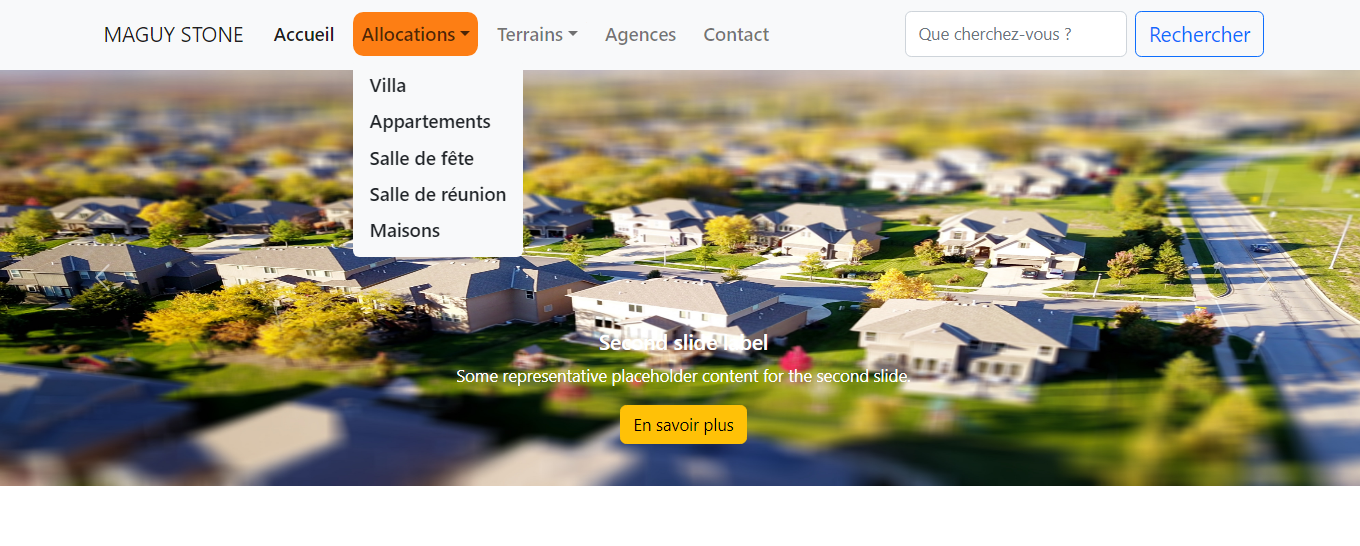 MAGUY STONE Accueil Allocations Terrains Agences Contact Que cherchez-vous ? Rechercher
Villa
Appartements
Salle de fête
Salle de réunion
Maisons
Second slide label
Some representative placeholder content for the second slide.
En savoir plus